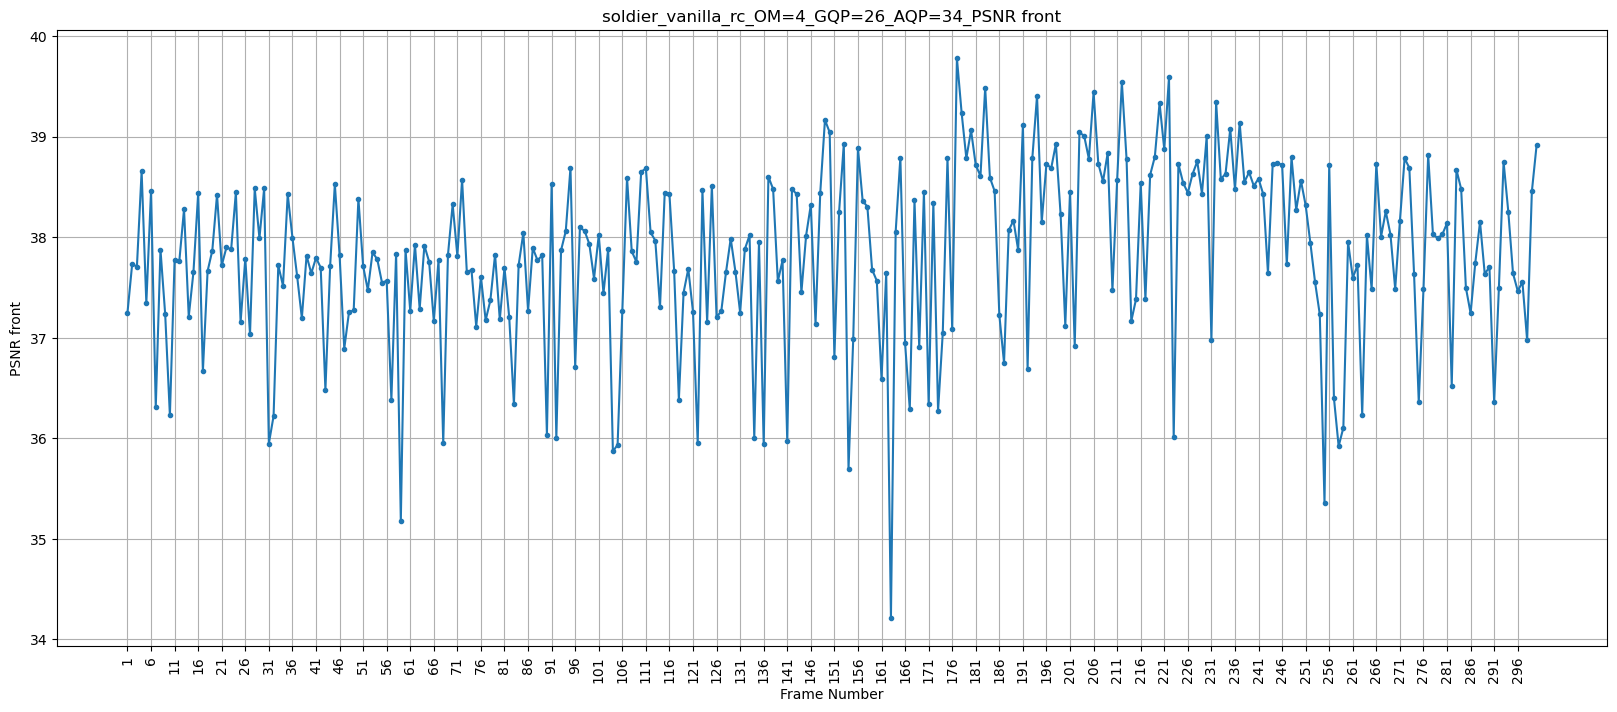 soldier_vanilla_rc_OM=4_GQP=26_AQP=34_PSNR front
40
39
38
37
36
35
34
PSNR front
1 6 11 16 21 26 31 36 41 46 51 56 61 66 71 76 81 86 91 96 101 106 111 116 121 126 131 136 141 146 151 156 161 166 171 176 181 186 191 196 201 206 211 216 221 226 231 236 241 246 251 256 261 266 271 276 281 286 291 296
Frame Number